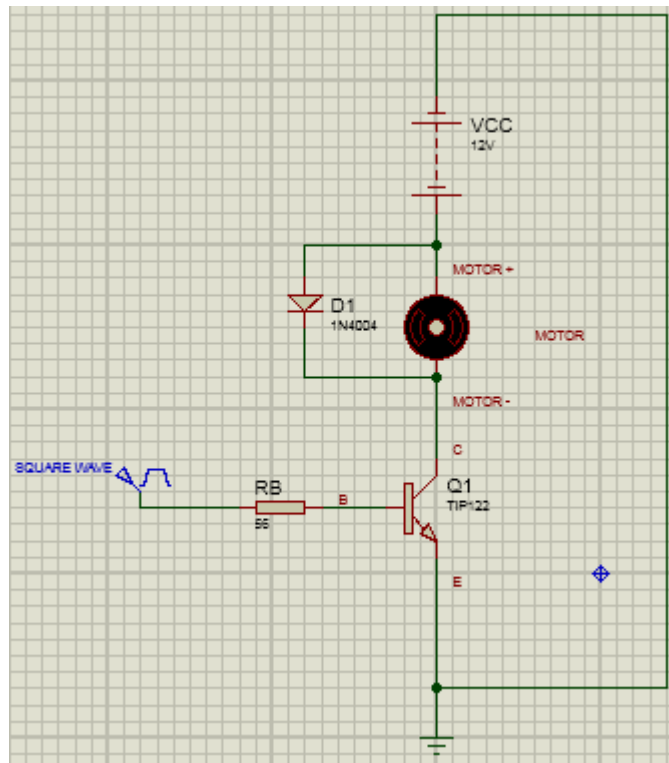 VCC
12V
MOTOR +
D1
1N4004
MOTOR
MOTOR -
C
SQUARE WAVE
RB
B
Q1
56
TIP122
E